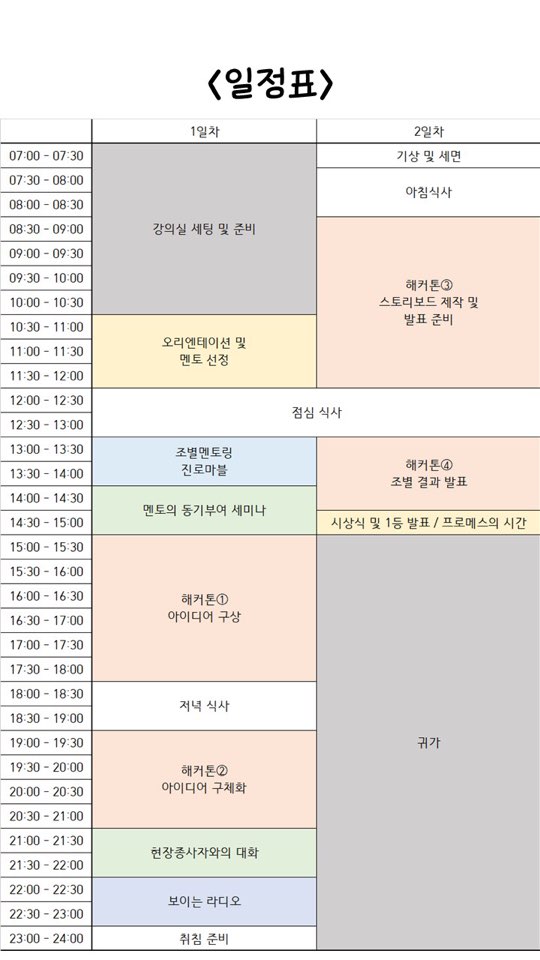 <일정표>
1일차 2일차
07:00 - 07:30
07:30 - 08:00
08:00 - 08:30
08:30 - 09:00
09:00 - 09:30
09:30 - 10:00
10:00 - 10:30
10:30 - 11:00
11:00 - 11:30
11:30 - 12:00
12:00 - 12:30
12:30 - 13:00
13:00 - 13:30
13:30 - 14:00
14:00 - 14:30
14:30 - 15:00
15:00 - 15:30
15:30 - 16:00
16:00 - 16:30
16:30 - 17:00
17:00 - 17:30
17:30 - 18:00
18:00 - 18:30
18:30 - 19:00
19:00 - 19:30
19:30 - 20:00
20:00 - 20:30
20:30 - 21:00
21:00 - 21:30
21:30 - 22:00
22:00 - 22:30
22:30 - 23:00
23:00 - 24:00
강의실 세팅 및 준비
오리엔테이션 및
멘토 선정
점심 식사
조별멘토링
진로마블
멘토의 동기부여 세미나
해커톤①
아이디어 구상
저녁 식사
해커톤②
아이디어 구체화
현장종사자와의 대화
보이는 라디오
취침 준비
기상 및 세면
아침식사
해커톤③
스토리보드 제작 및
발표 준비
해커톤④
조별 결과 발표
시상식 및 1등 발표 / 프로메스의 시간
귀가